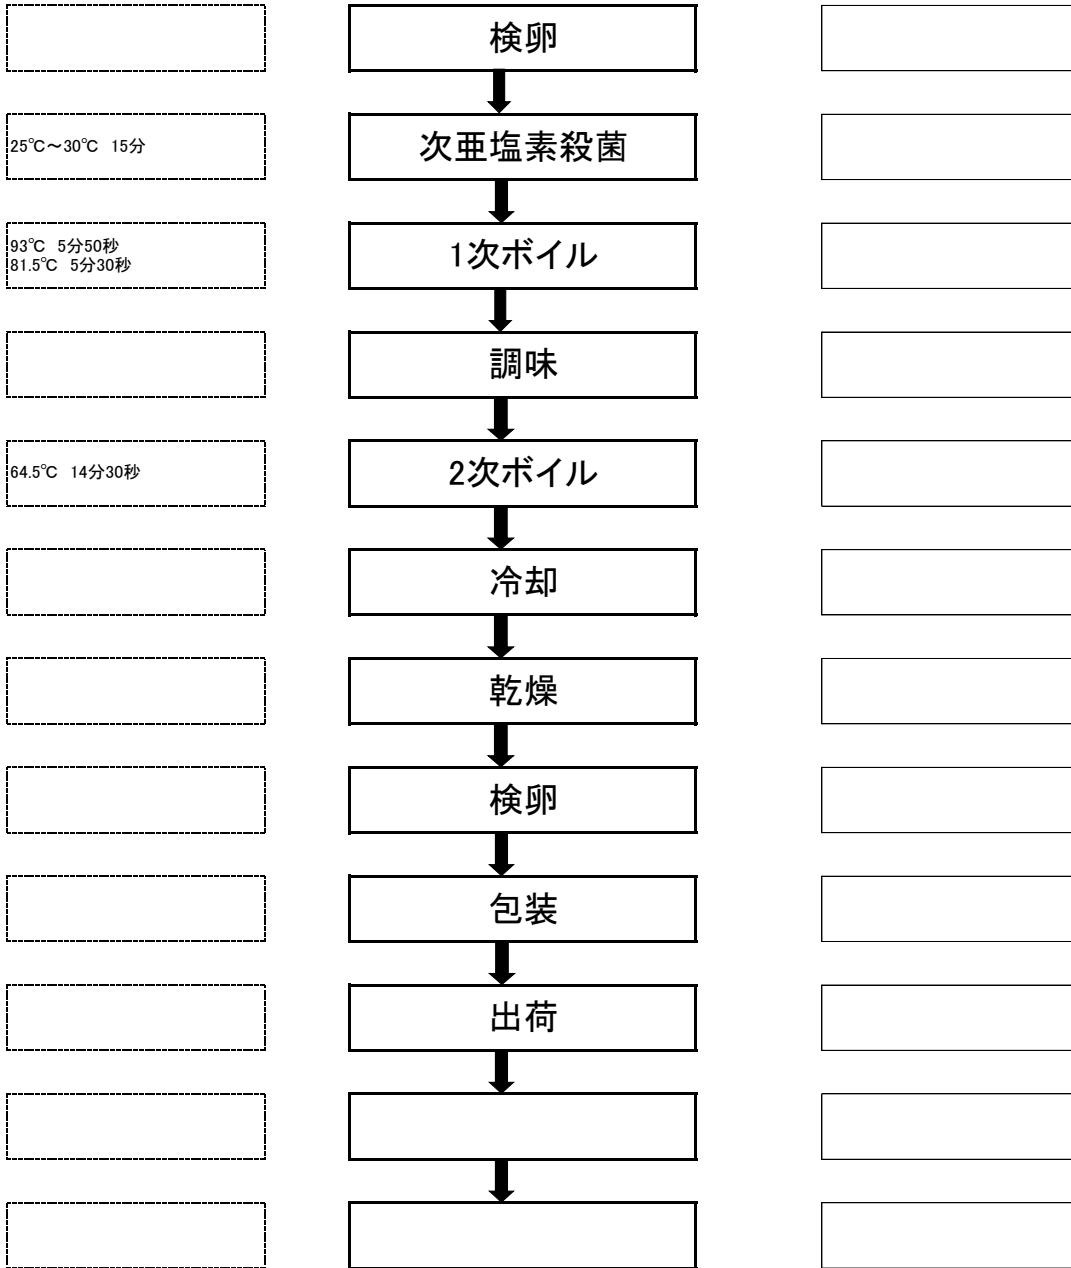 検卵
25℃～30℃ 15分
次亜塩素殺菌
93℃ 5分50秒
81.5℃ 5分30秒
1次ボイル
調味
64.5℃ 14分30秒
2次ボイル
冷却
乾燥
検卵
包装
出荷